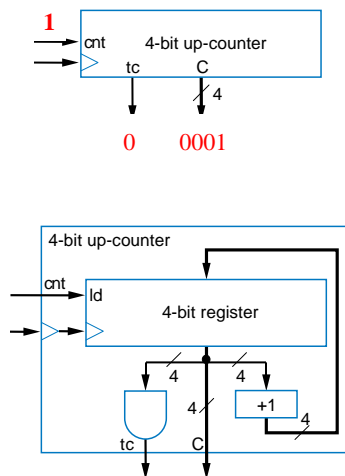 1
cnt
4-bit up-counter
tc C
4
0 0001
4-bit up-counter
cnt
ld
4-bit register
4 4
4
+1
4
tc C